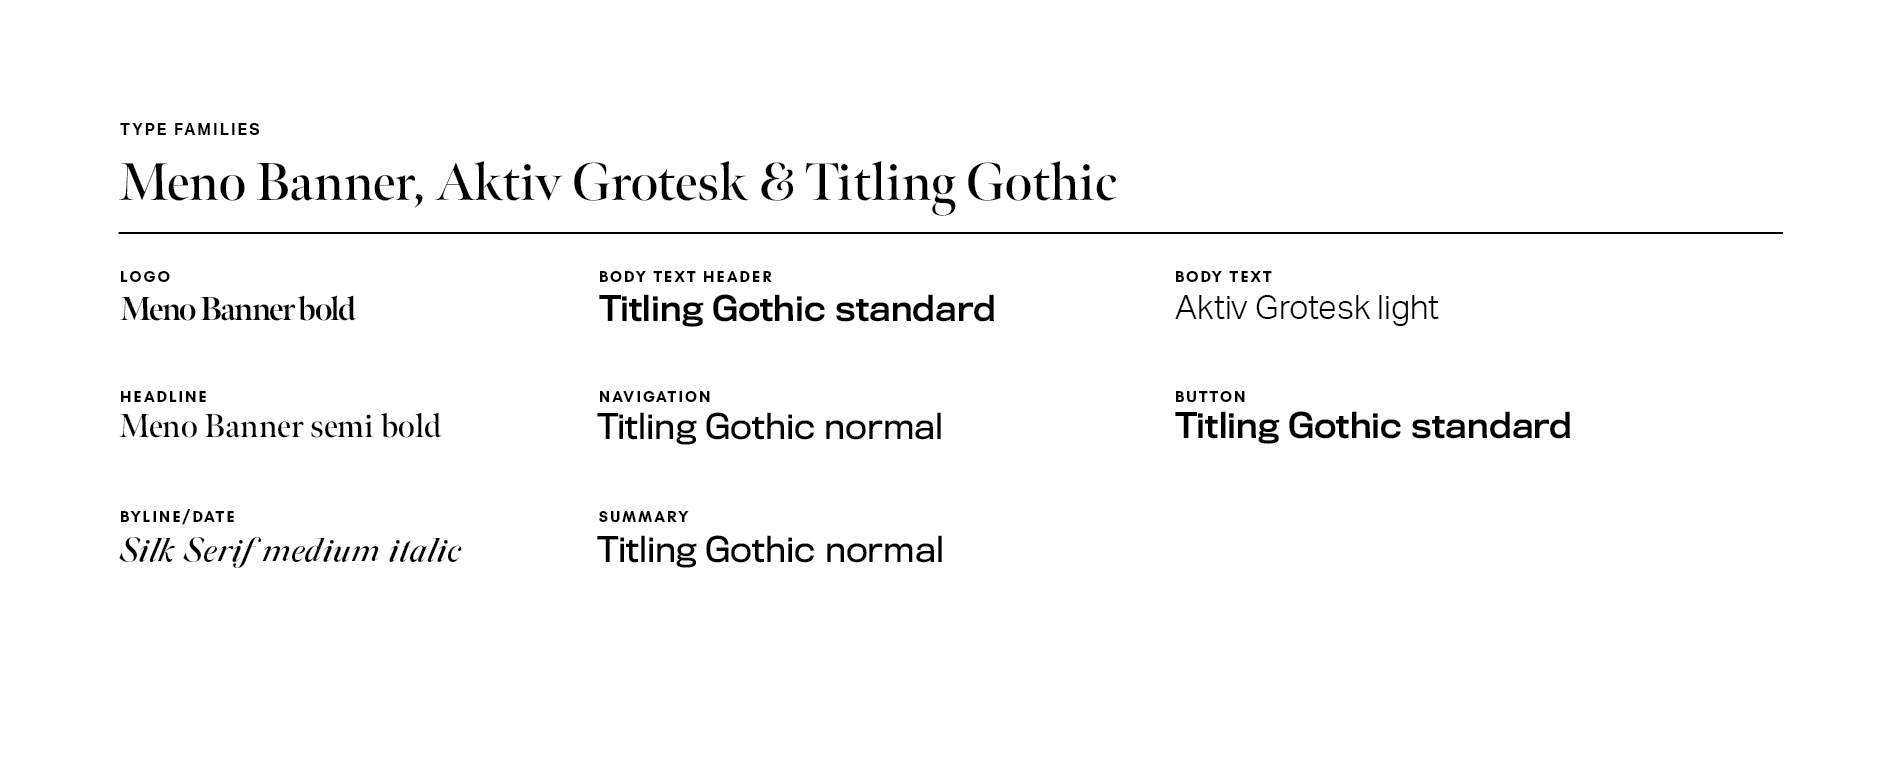 TYPE FAMILIES
Meno Banner, Aktiv Grotesk & Titling Gothic
LOGO
Meno Banner bold
BODY TEXT HEADER
Titling Gothic standard
BODY TEXT
Aktiv Grotesk light
HEADLINE
Meno Banner semi bold
NAVIGATION
Titling Gothic normal
BUTTON
Titling Gothic standard
BYLINE/DATE
Silk Serif medium italic
SUMMARY
Titling Gothic normal